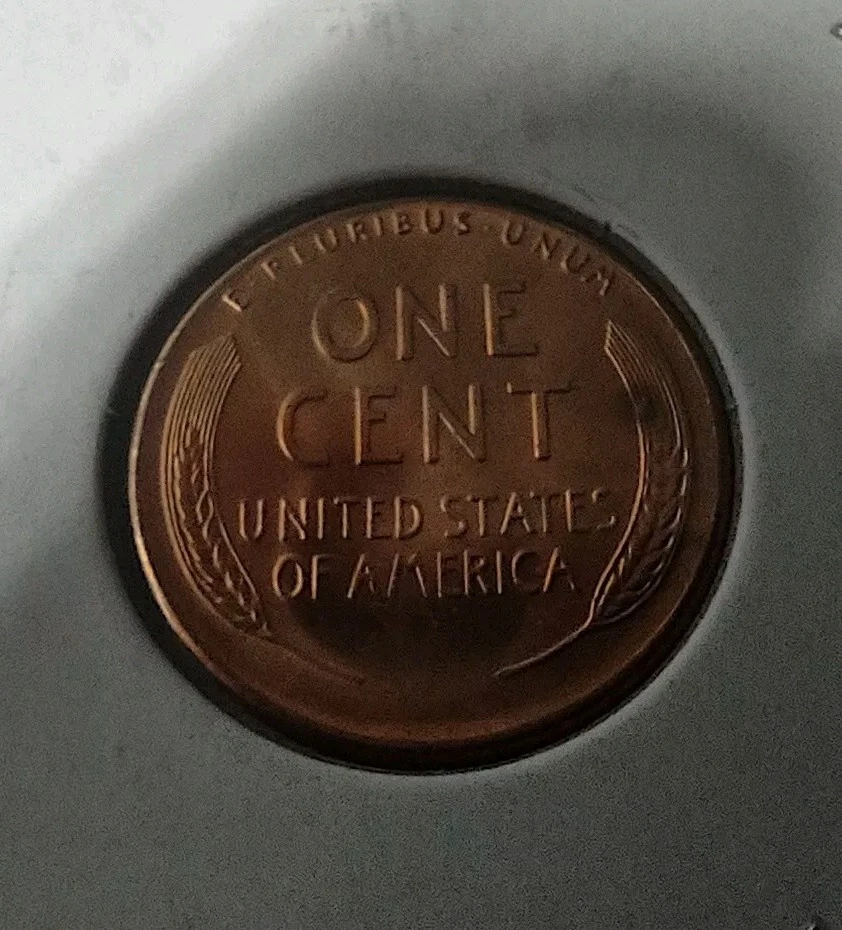 E·PLURIBUS·UNUM
ONE
CENT
UNITED STATES
OF AMERICA